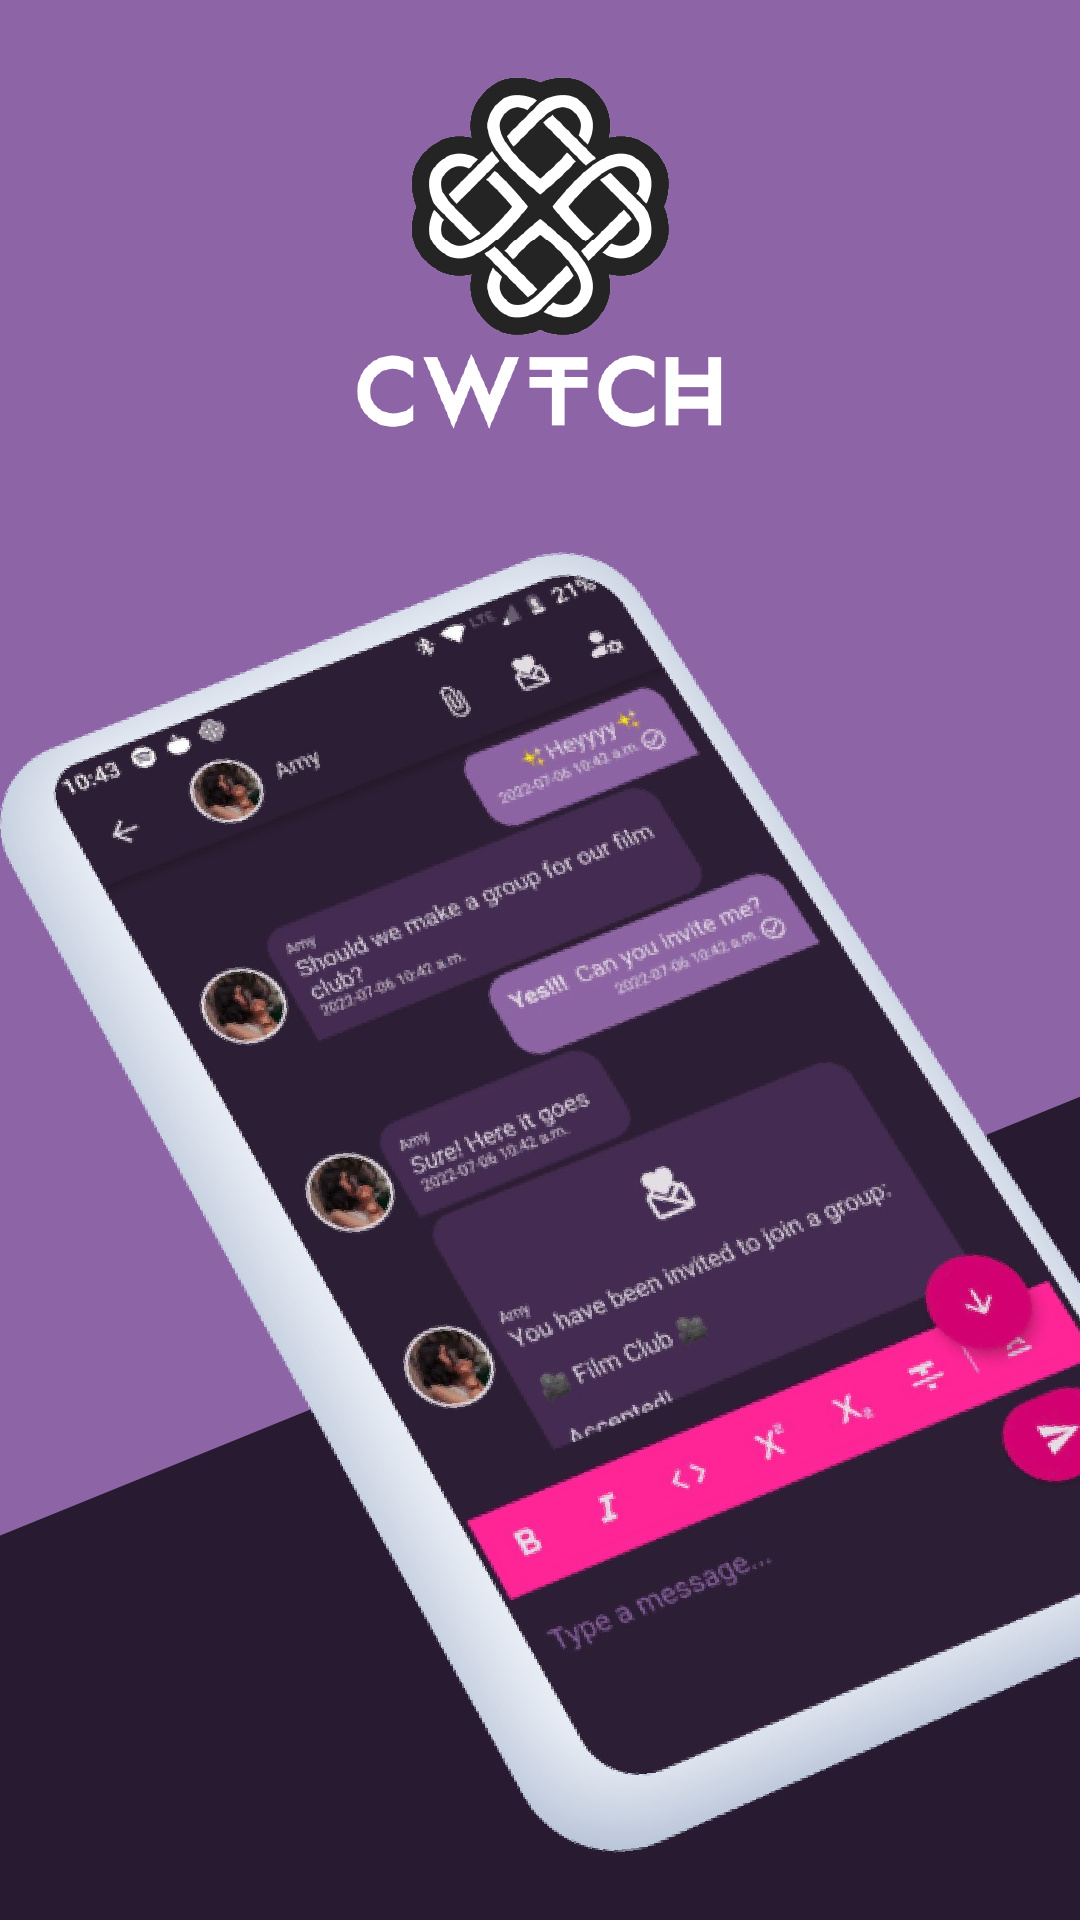 CWTCH
10:43
LTE
21%
Amy
✨Heyyyy✨
2022-07-06 10:42 a.m.
Amy
Should we make a group for our film
club?
2022-07-06 10:42 a.m.
Yes!!! Can you invite me?
2022-07-06 10:42 a.m.
Amy
Sure! Here it goes
2022-07-06 10:42 a.m.
Amy
You have been invited to join a group:
🎥 Film Club 🎥
Accepted!
B I <> X² X₂ T
Type a message...